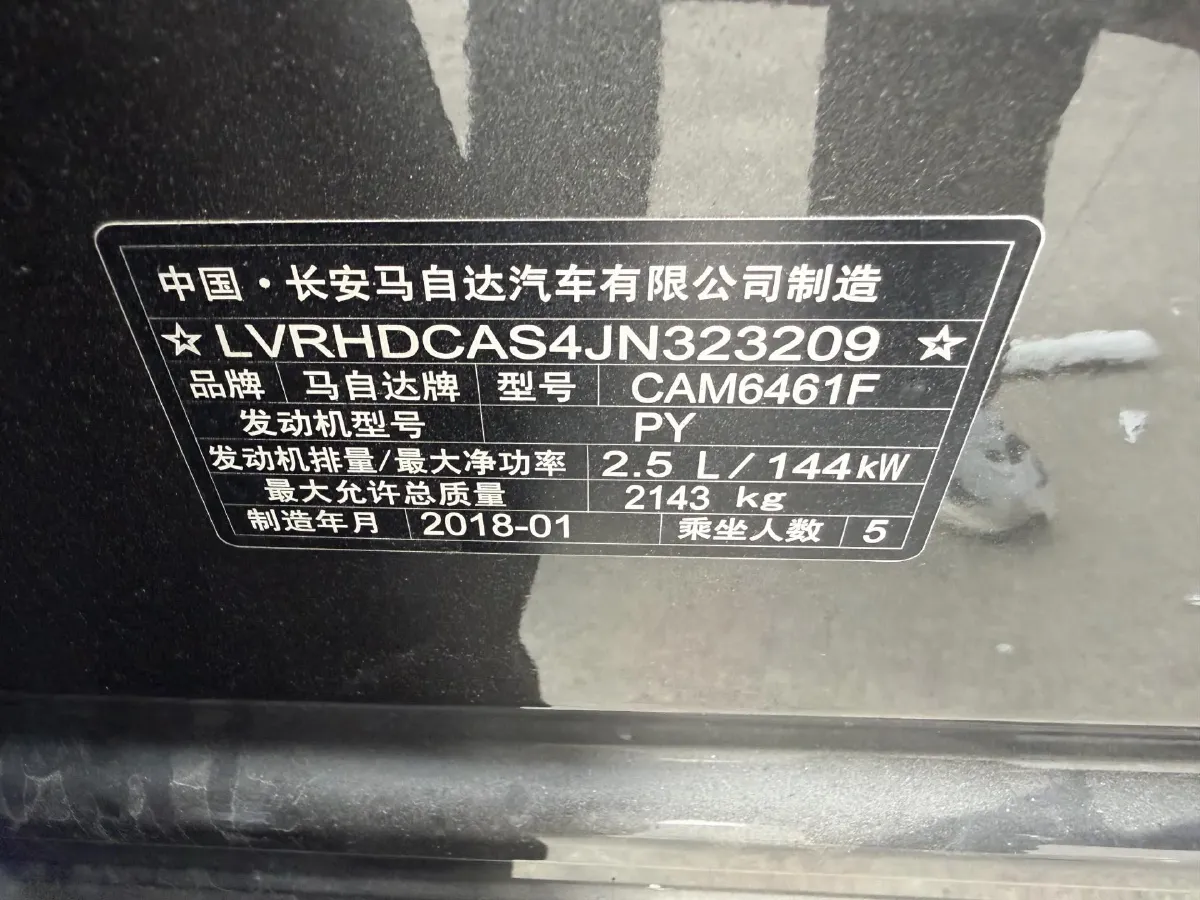 中国·长安马自达汽车有限公司制造
☆LVRHDCAS4JN323209☆
品牌 马自达牌 型号 CAM6461F
发动机型号 PY
发动机排量/最大净功率 2.5 L/144kW
最大允许总质量 2143 kg
制造年月 2018-01 乘坐人数 5